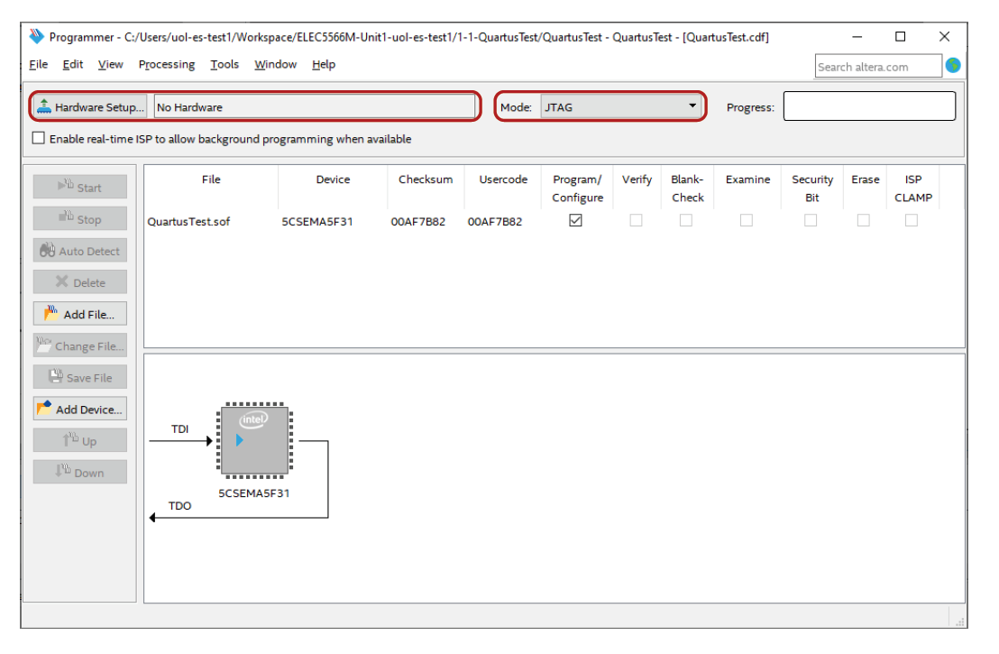 Programmer - C:/Users/uol-es-test1/Workspace/ELEC5566M-Unit1-uol-es-test1/1-1-QuartusTest/QuartusTest - QuartusTest - [QuartusTest.cdf]
File Edit View Processing Tools Window Help
Search altera.com
Hardware Setup... No Hardware Mode: JTAG Progress:
Enable real-time ISP to allow background programming when available
Start
Stop
Auto Detect
Delete
Add File...
Change File...
Save File
Add Device...
Up
Down
File Device Checksum Usercode Program/ Verify Blank- Examine Security Erase ISP
Configure Check Bit CLAMP
QuartusTest.sof 5CSEMA5F31 00AF7B82 00AF7B82
intel
TDI
5CSEMA5F31
TDO